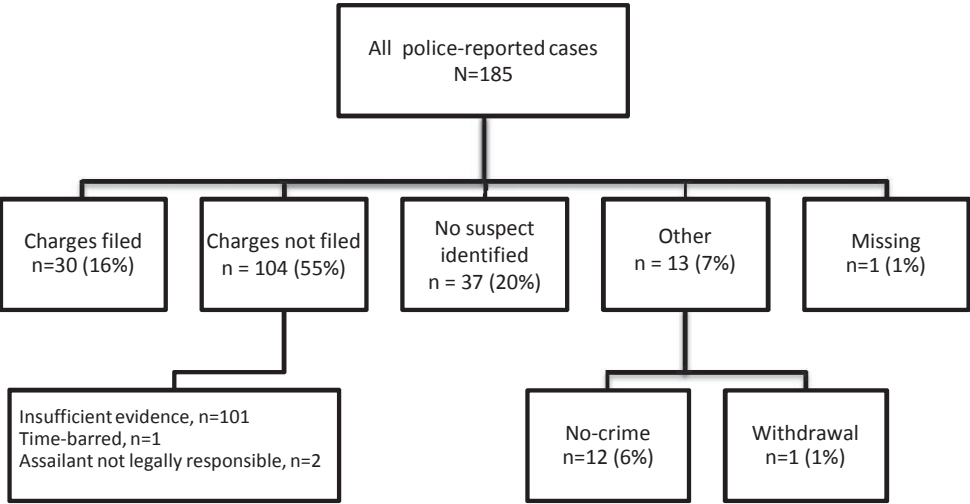 All police-reported cases
N=185
Charges filed
n=30 (16%)
Charges not filed
n = 104 (55%)
No suspect
identified
n = 37 (20%)
Other
n = 13 (7%)
Missing
n=1 (1%)
Insufficient evidence, n=101
Time-barred, n=1
Assailant not legally responsible, n=2
No-crime
n=12 (6%)
Withdrawal
n=1 (1%)